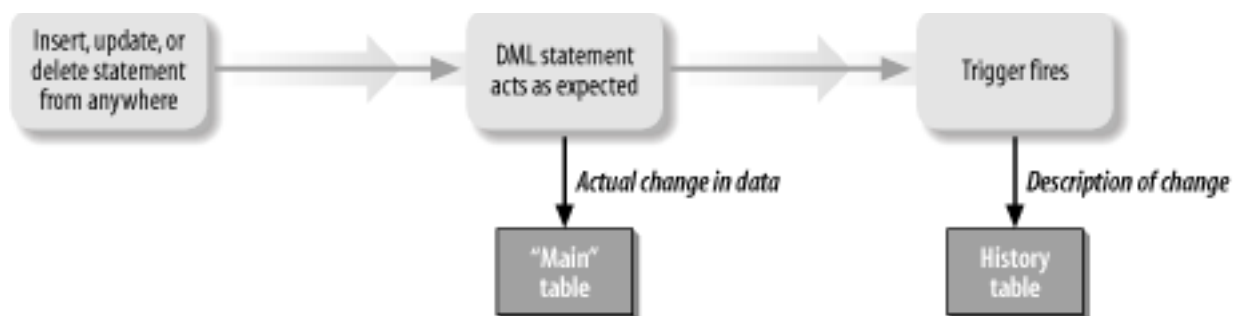 Insert, update, or
delete statement
from anywhere
DML statement
acts as expected
Trigger fires
Actual change in data
Description of change
“Main”
table
History
table